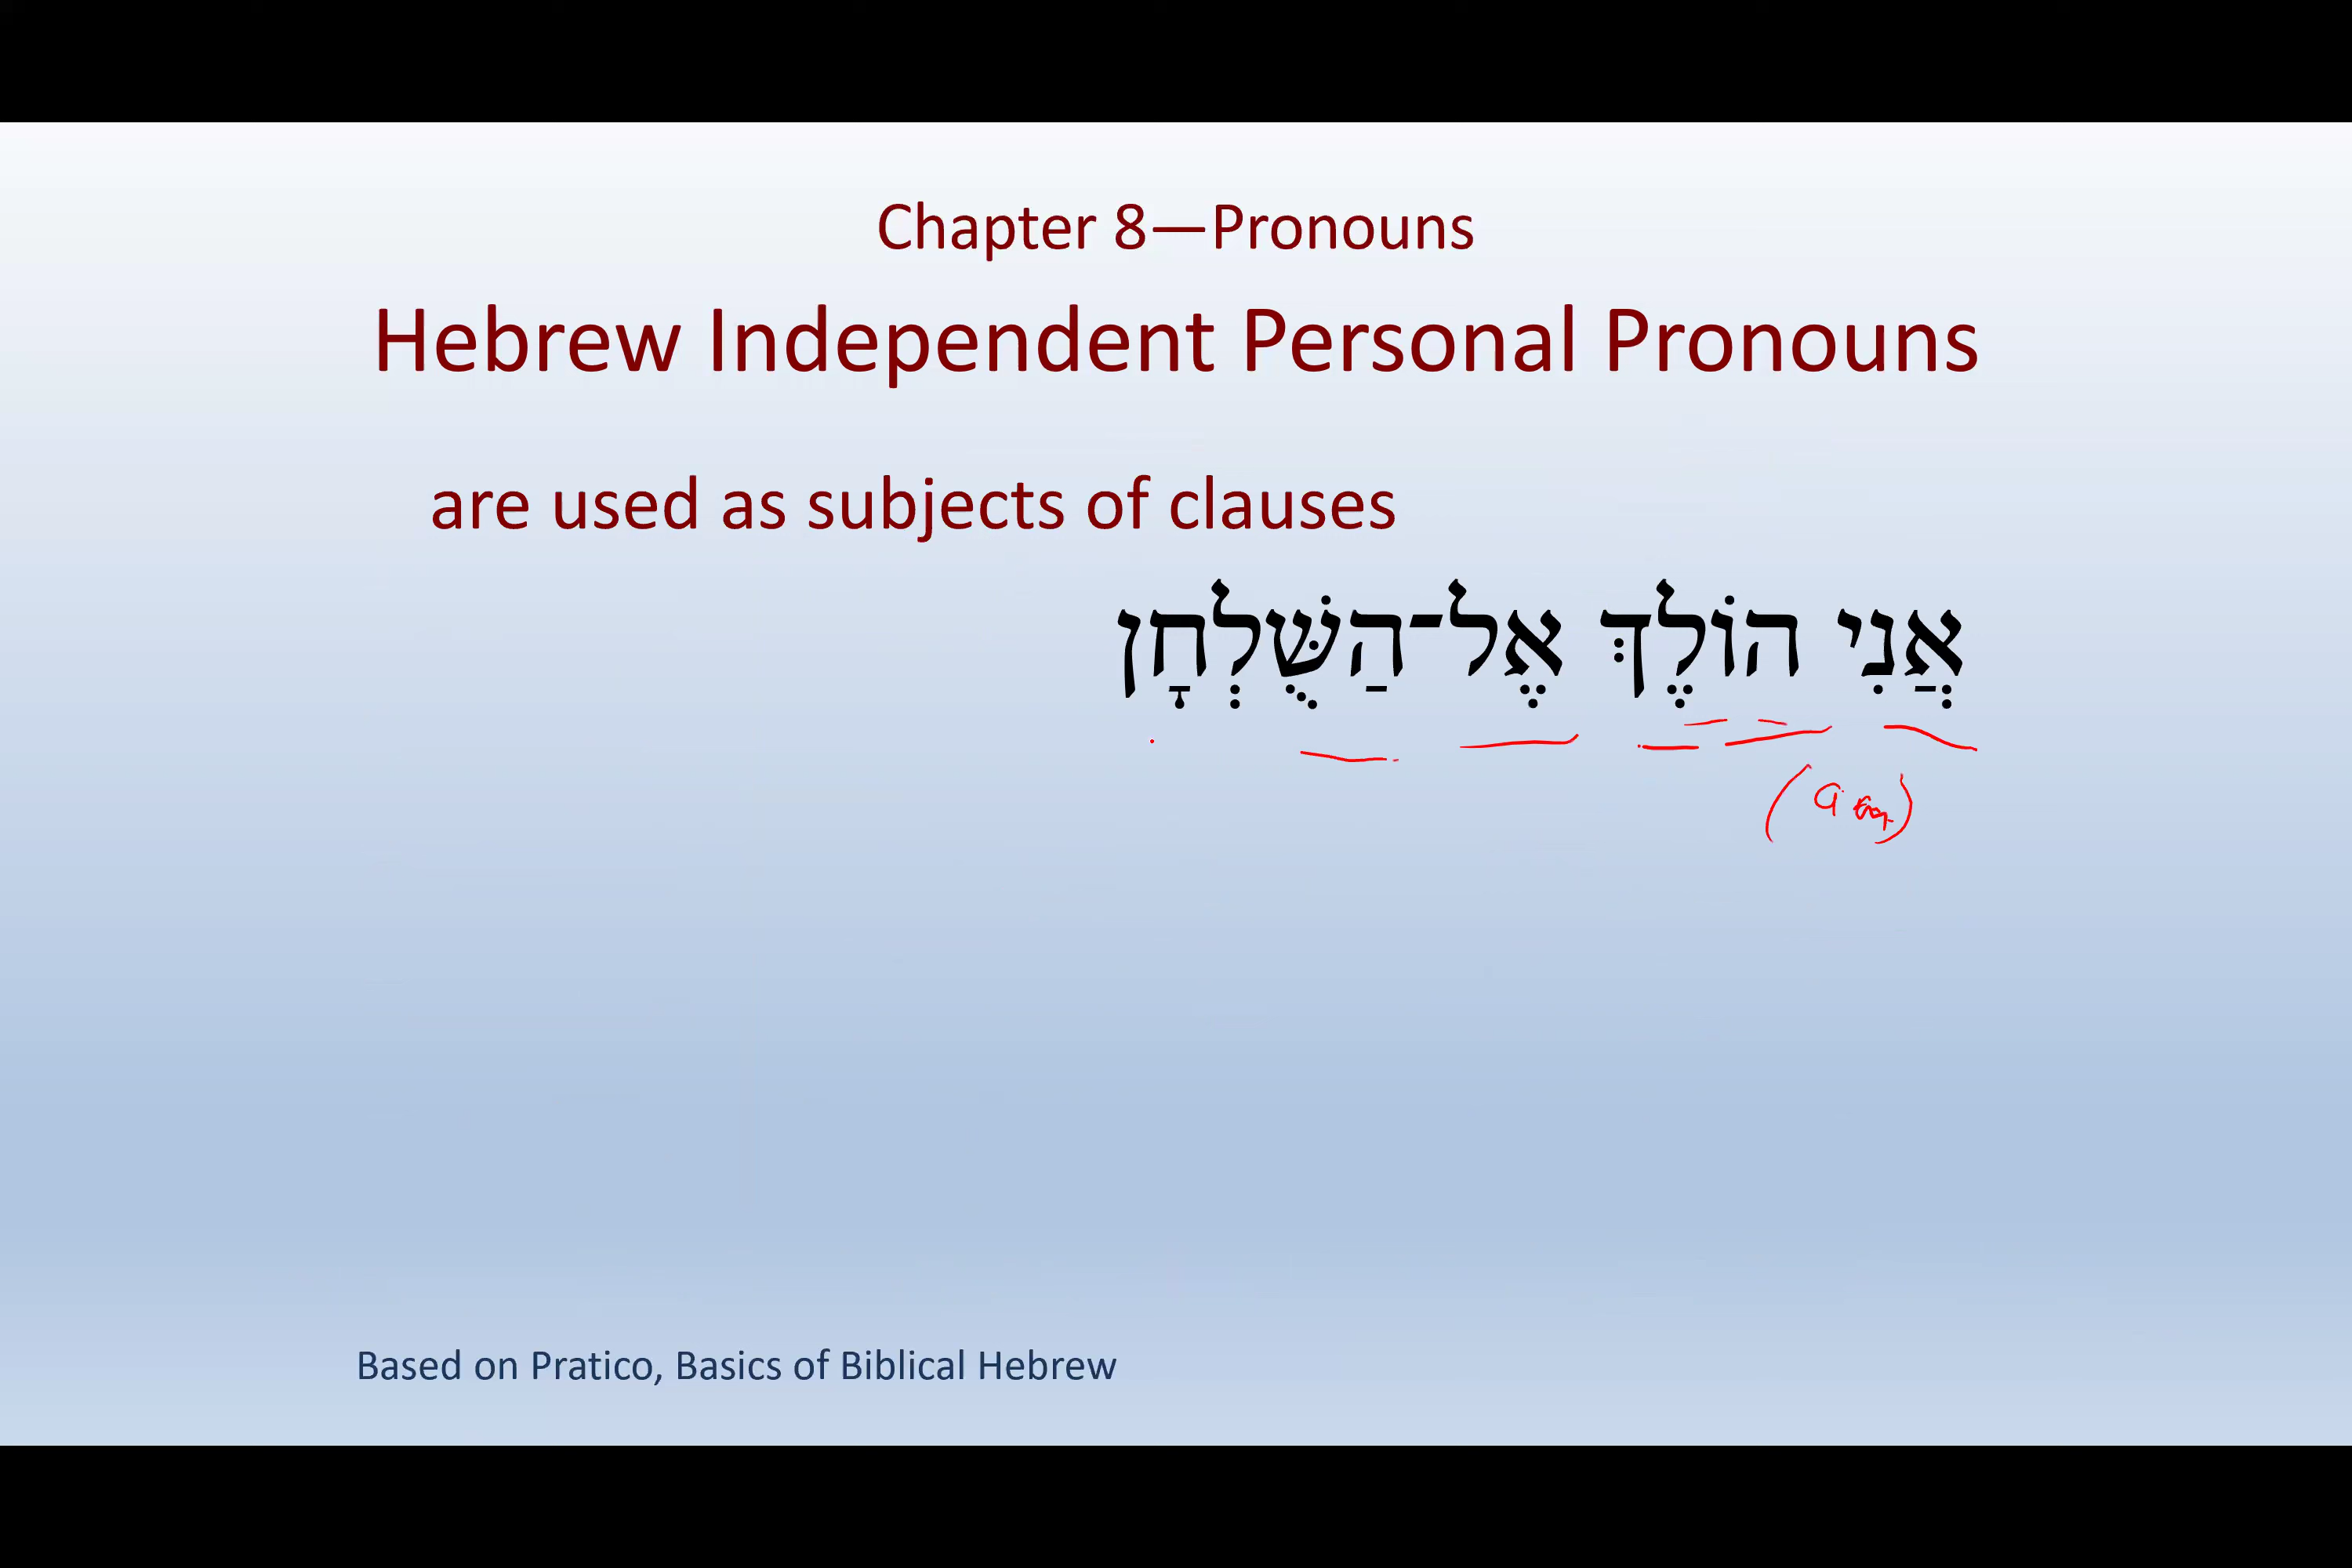 Chapter 8—Pronouns
Hebrew Independent Personal Pronouns
are used as subjects of clauses
אֲנִי הוֹלֶךְ אֶל־הַשֻּׁלְחָן
(am)
Based on Pratico, Basics of Biblical Hebrew